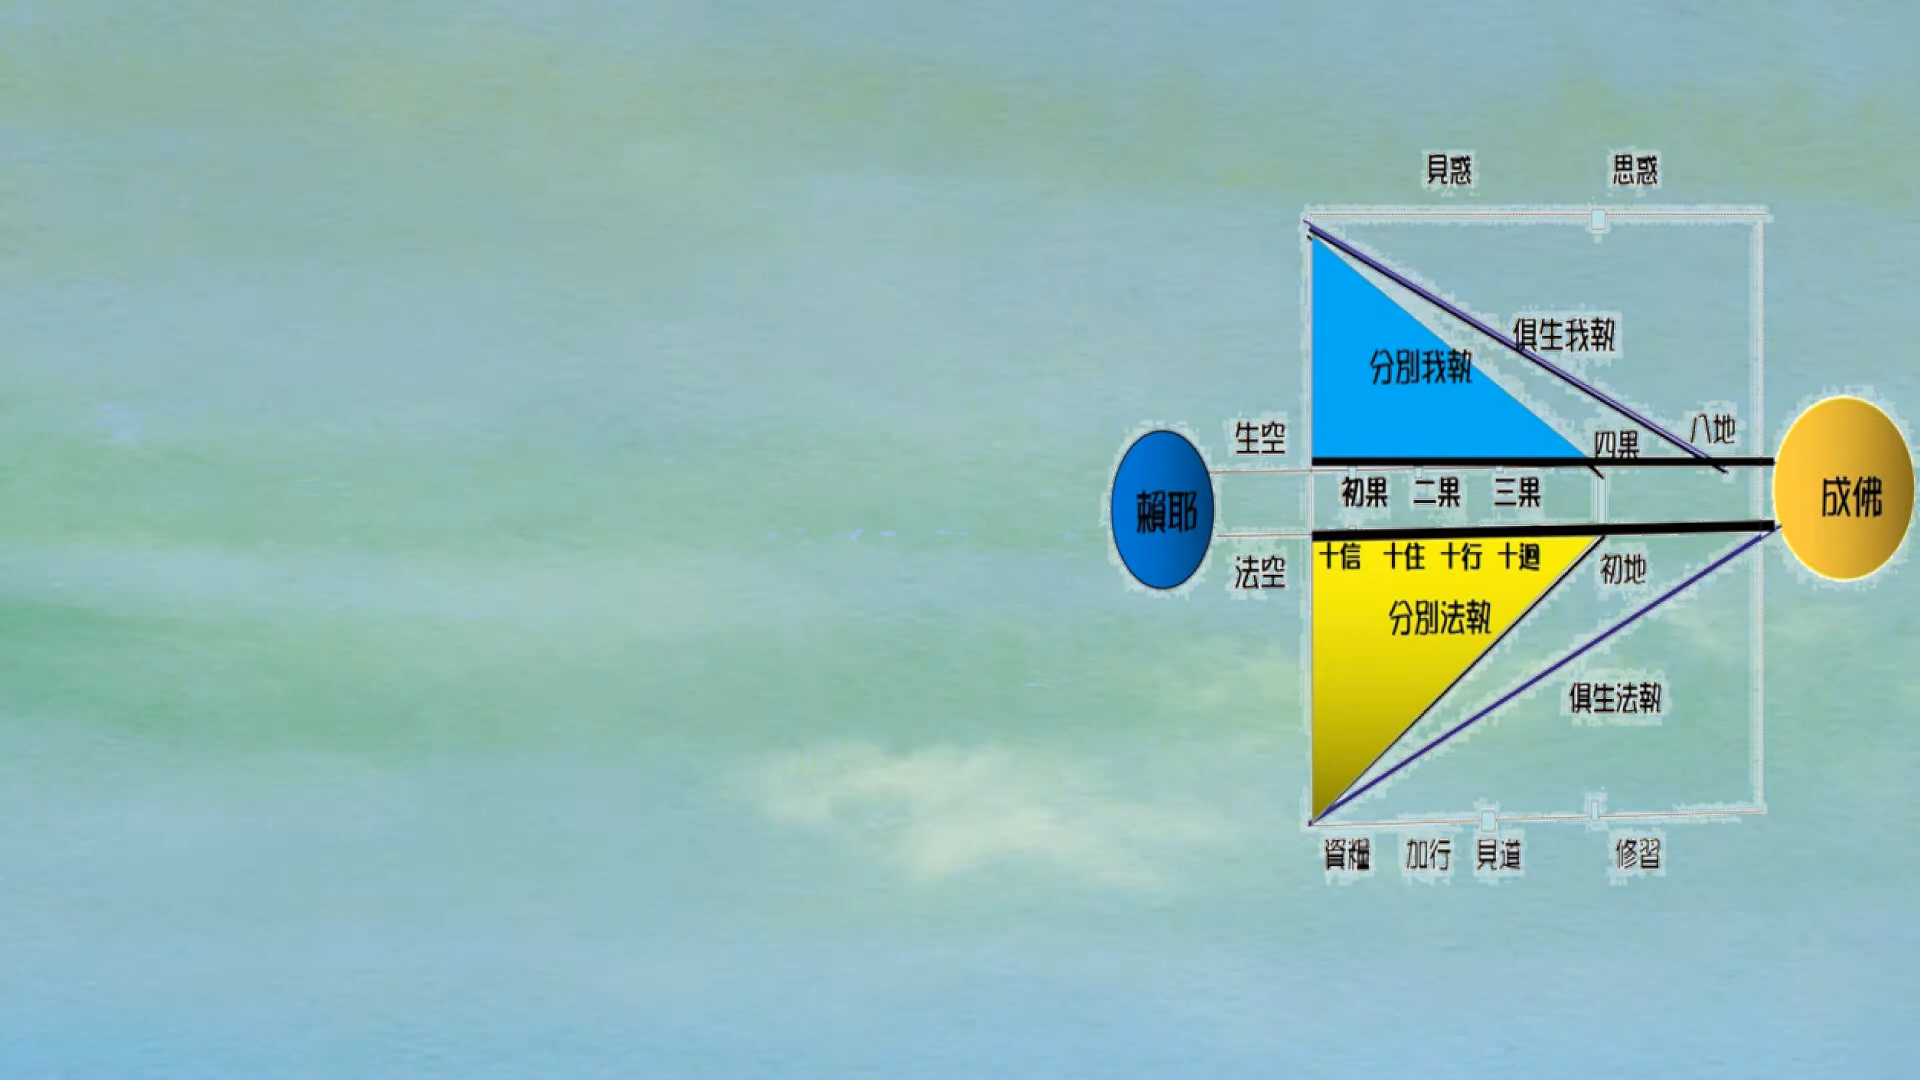 見惑 思惑
俱生我執
分別我執
生空 四果 八地
初果 二果 三果
賴耶 成佛
十信 十住 十行 十迴
法空 初地
分別法執
俱生法執
資糧 加行 見道 修習